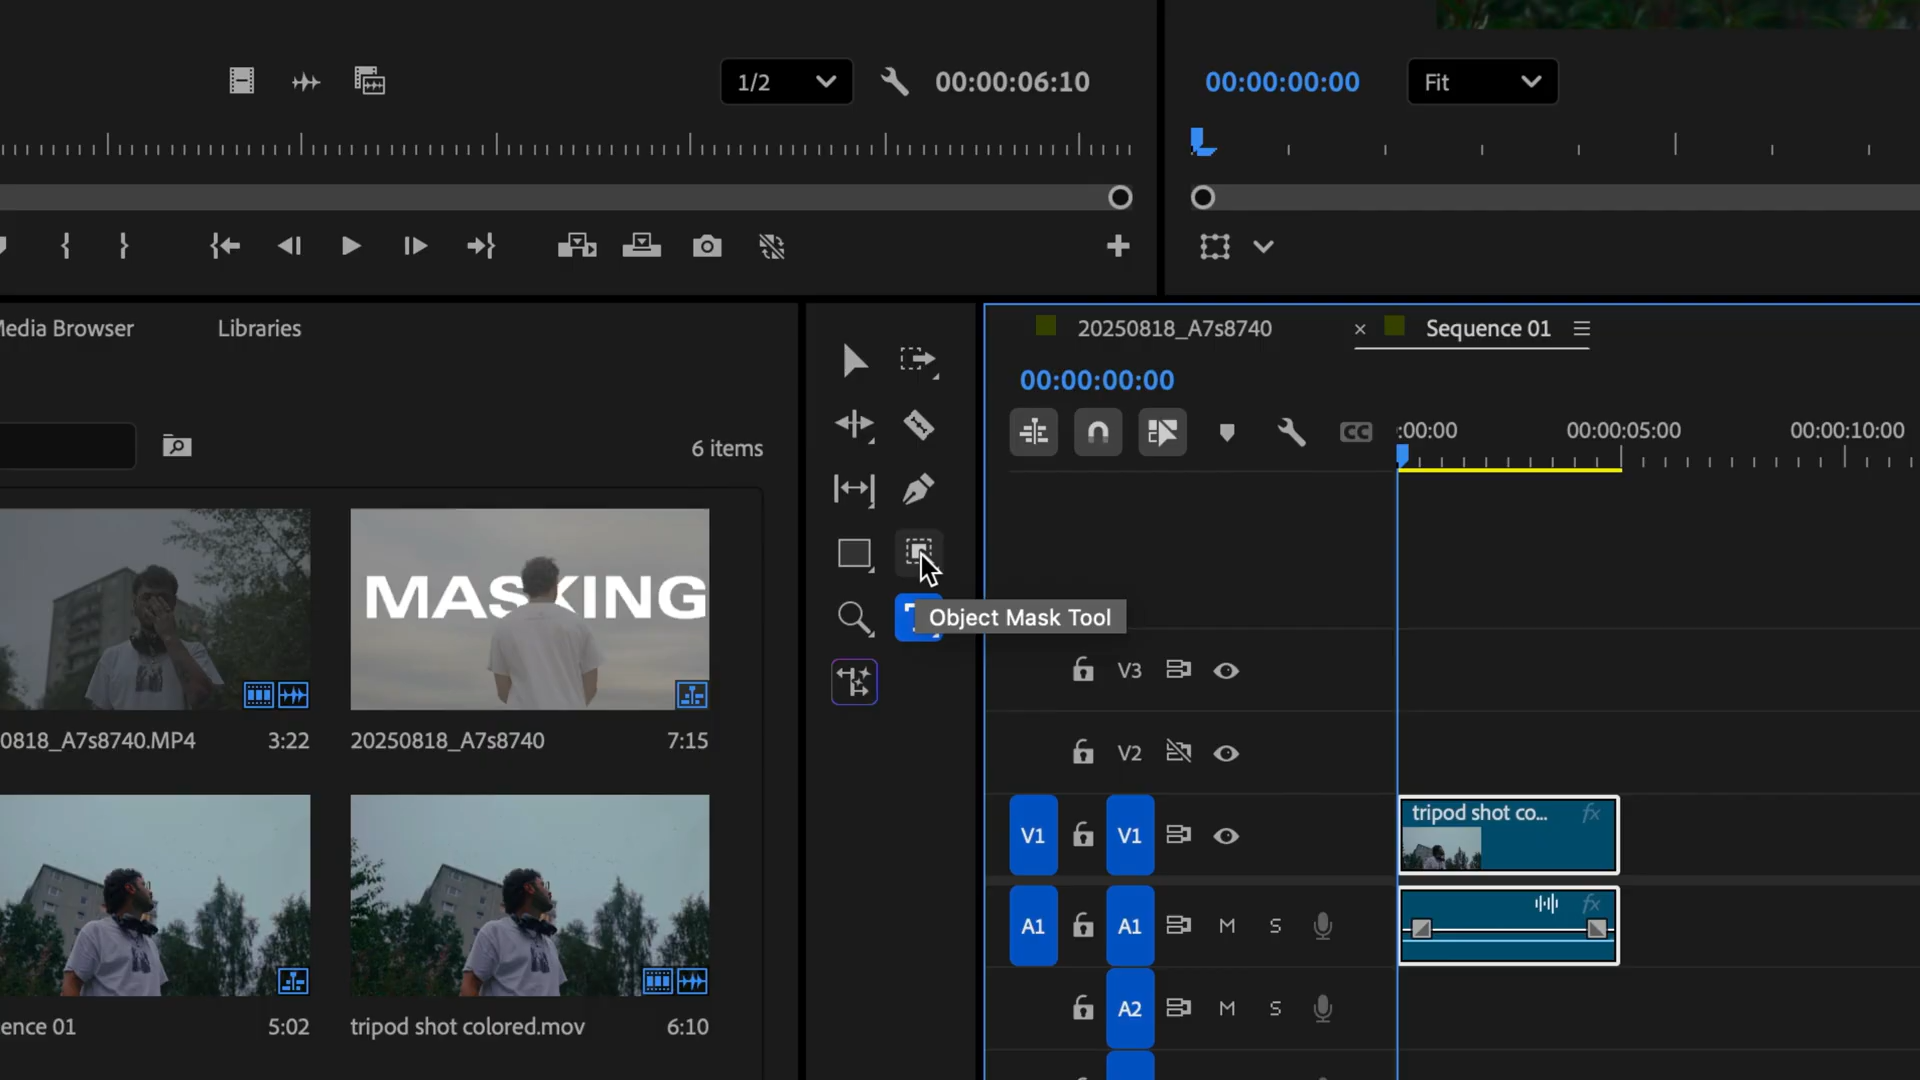 1/2
00:00:06:10
00:00:00:00
Fit
Media Browser
Libraries
20250818_A7s8740
Sequence 01
00:00:00:00
6 items
CC
:00:00
00:00:05:00
00:00:10:00
MASKING
Object Mask Tool
0818_A7s8740.MP4
3:22
20250818_A7s8740
7:15
ence 01
5:02
tripod shot colored.mov
6:10
V3
V2
V1
V1
tripod shot co...
fx
A1
A1
M
S
fx
A2
M
S